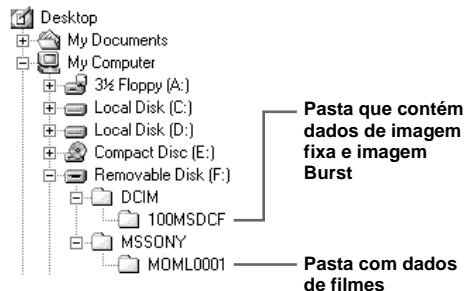 Desktop
My Documents
My Computer
3½ Floppy (A:)
Local Disk (C:)
Local Disk (D:)
Compact Disc (E:)
Removable Disk (F:)
DCIM
100MSDCF
MSSONY
MOML0001
Pasta que contém
dados de imagem
fixa e imagem
Burst
Pasta com dados
de filmes